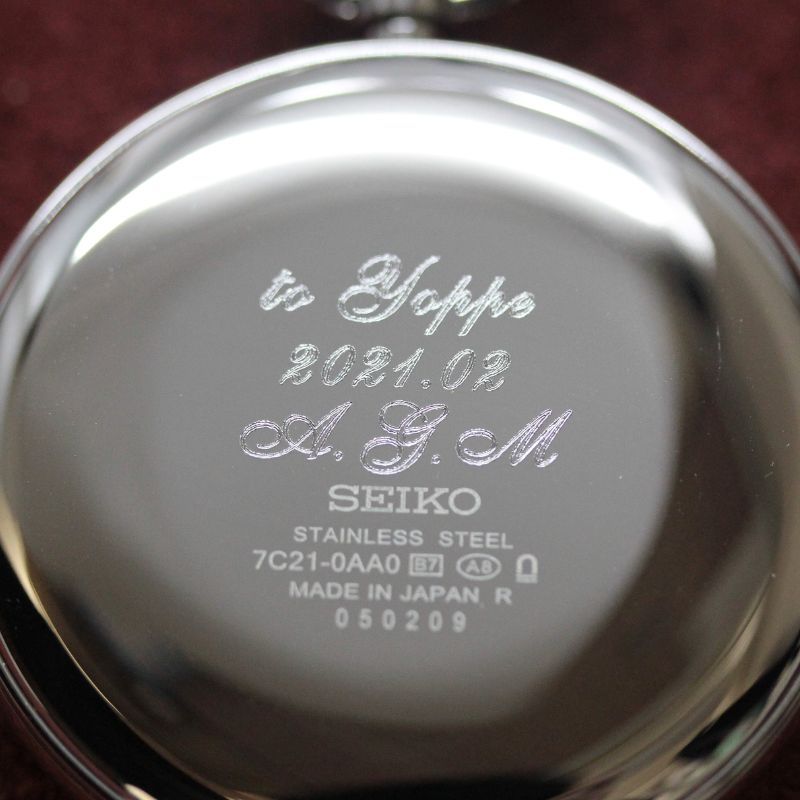 to Yoppe
2021.02
A.G.M
SEIKO
STAINLESS STEEL
7C21-0AA0 B7 A8
MADE IN JAPAN R
050209